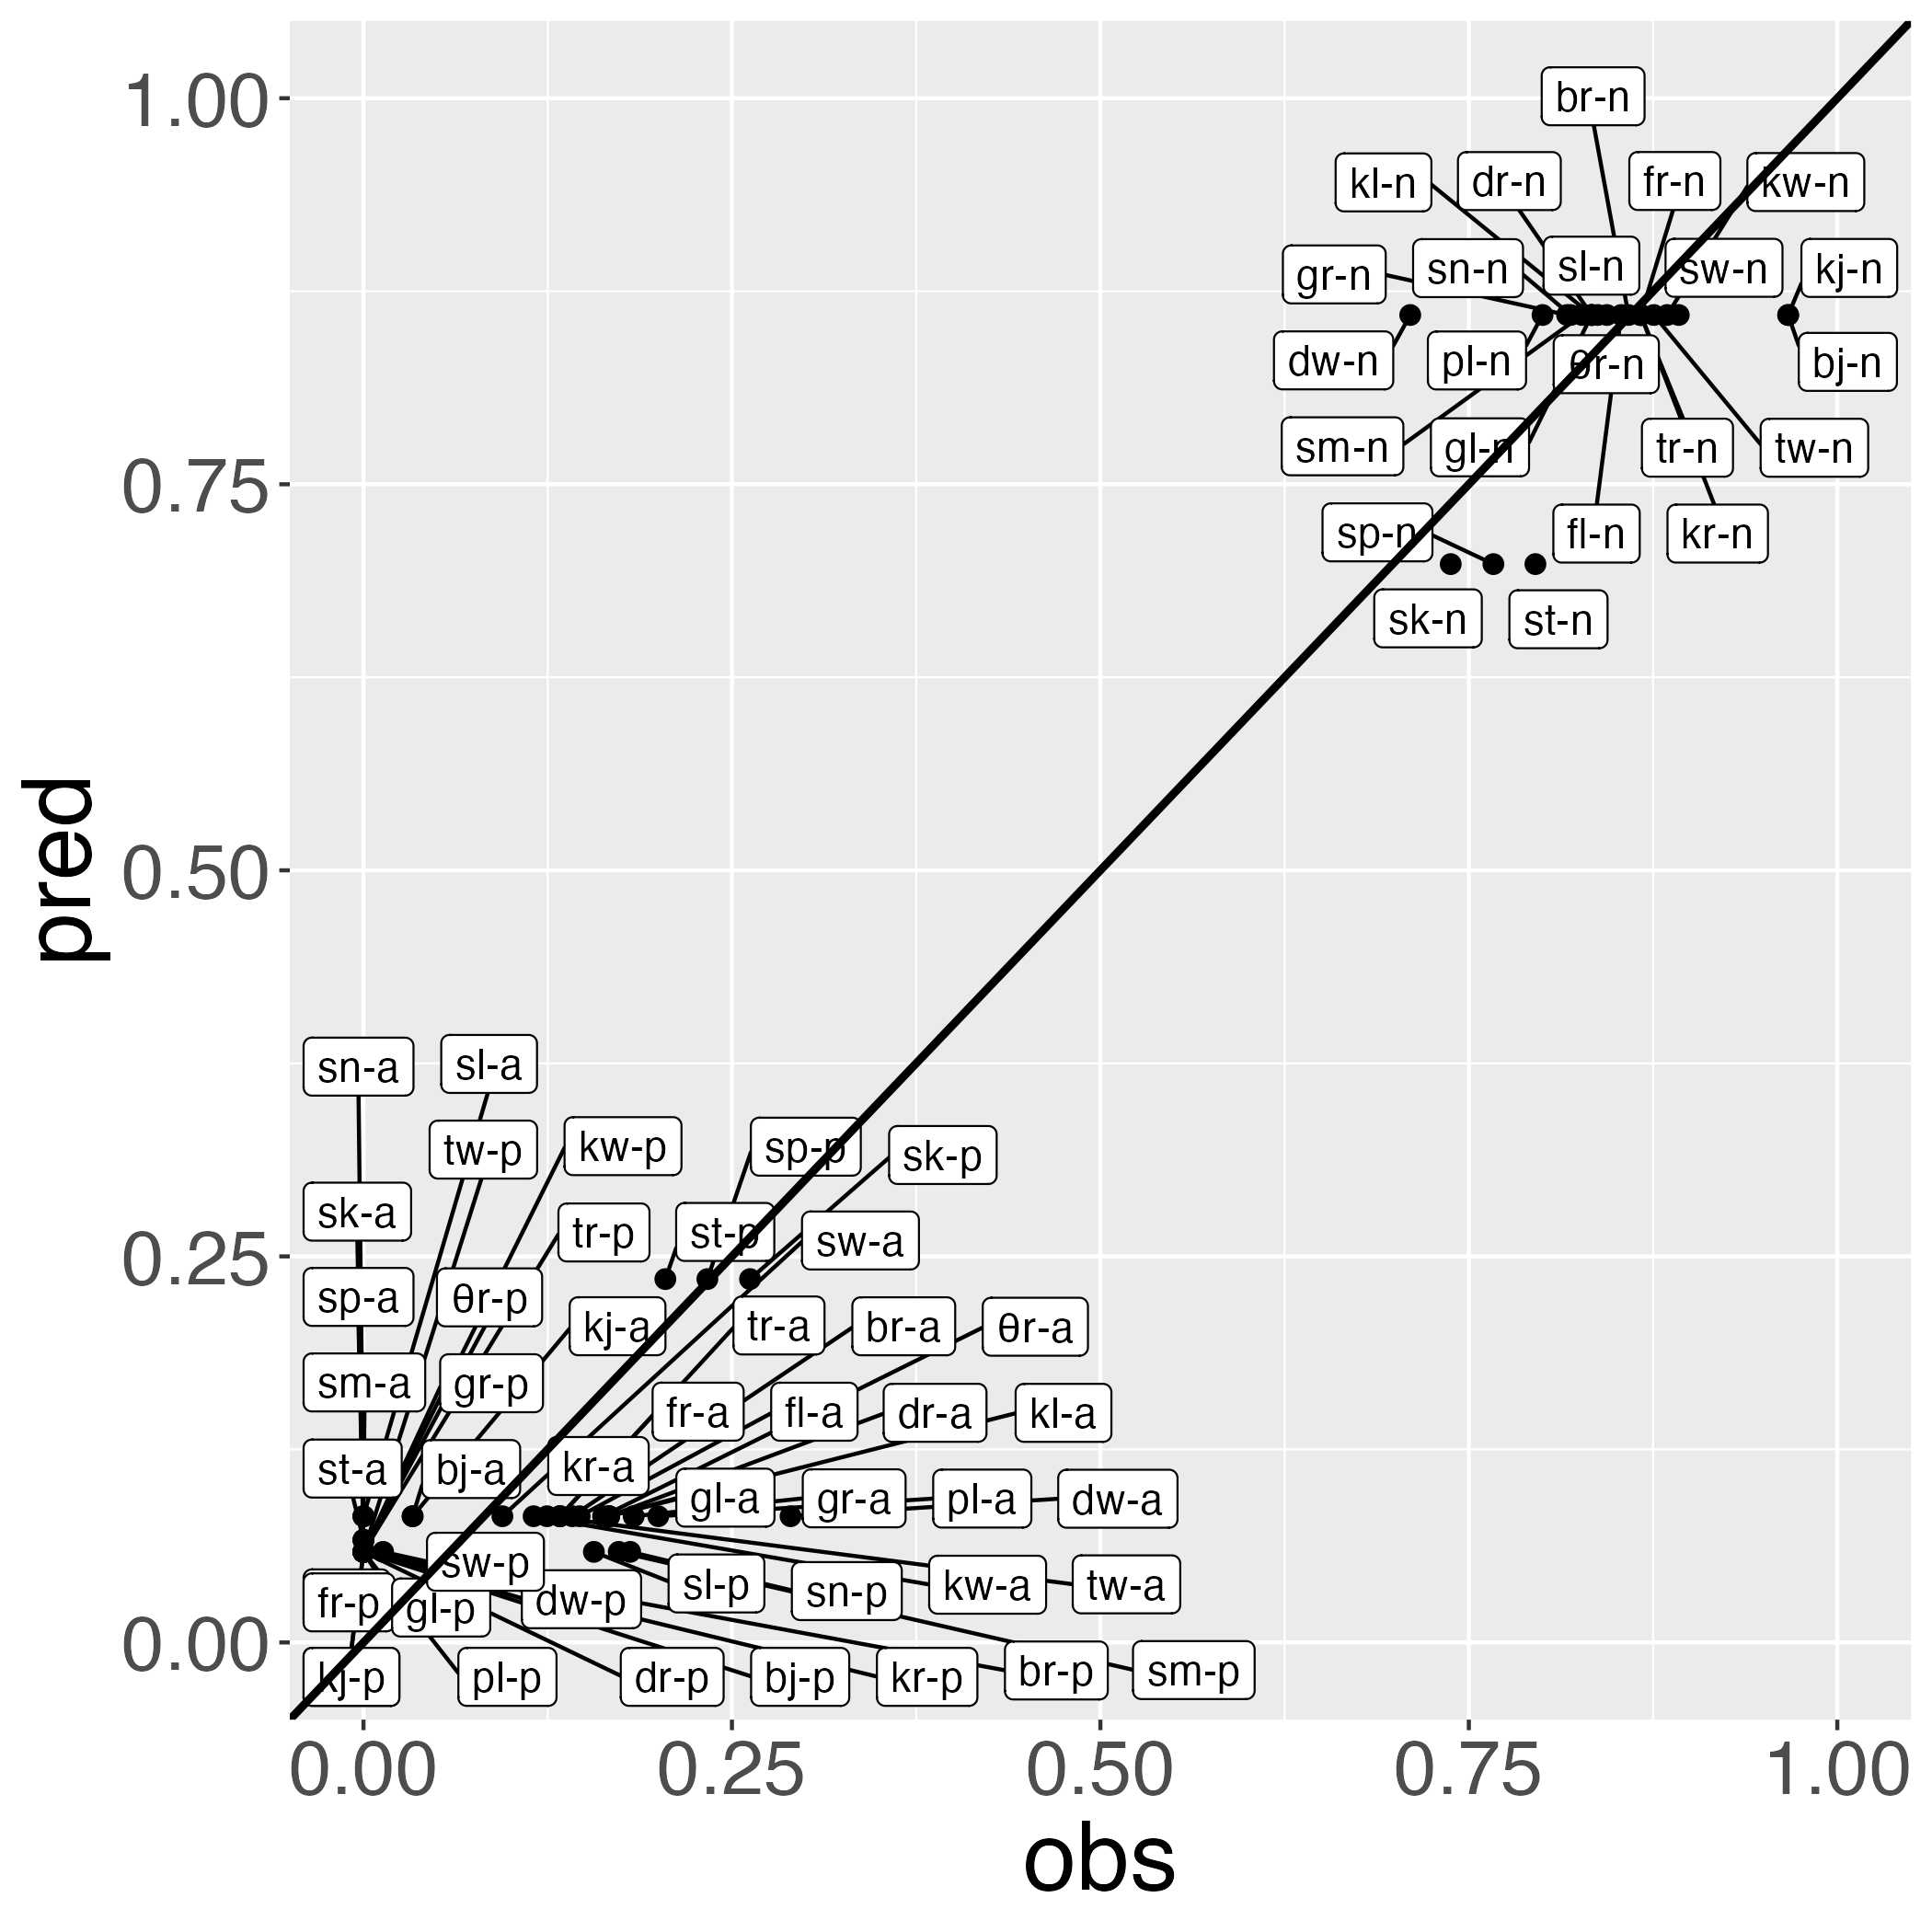 1.00
0.75
0.50
0.25
0.00
pred
br-n
kl-n
dr-n
fr-n
kw-n
gr-n
sn-n
sl-n
sw-n
kj-n
dw-n
pl-n
θr-n
bj-n
sm-n
gl-n
tr-n
tw-n
sp-n
fl-n
kr-n
sk-n
st-n
sn-a
sl-a
tw-p
kw-p
sp-p
sk-p
sk-a
tr-p
st-p
sw-a
sp-a
θr-p
kj-a
tr-a
br-a
θr-a
sm-a
gr-p
fr-a
fl-a
dr-a
kl-a
st-a
bj-a
kr-a
gl-a
gr-a
pl-a
dw-a
sw-p
sl-p
sn-p
kw-a
tw-a
fr-p
gl-p
dw-p
kj-p
pl-p
dr-p
bj-p
kr-p
br-p
sm-p
0.00
0.25
0.50
0.75
1.00
obs